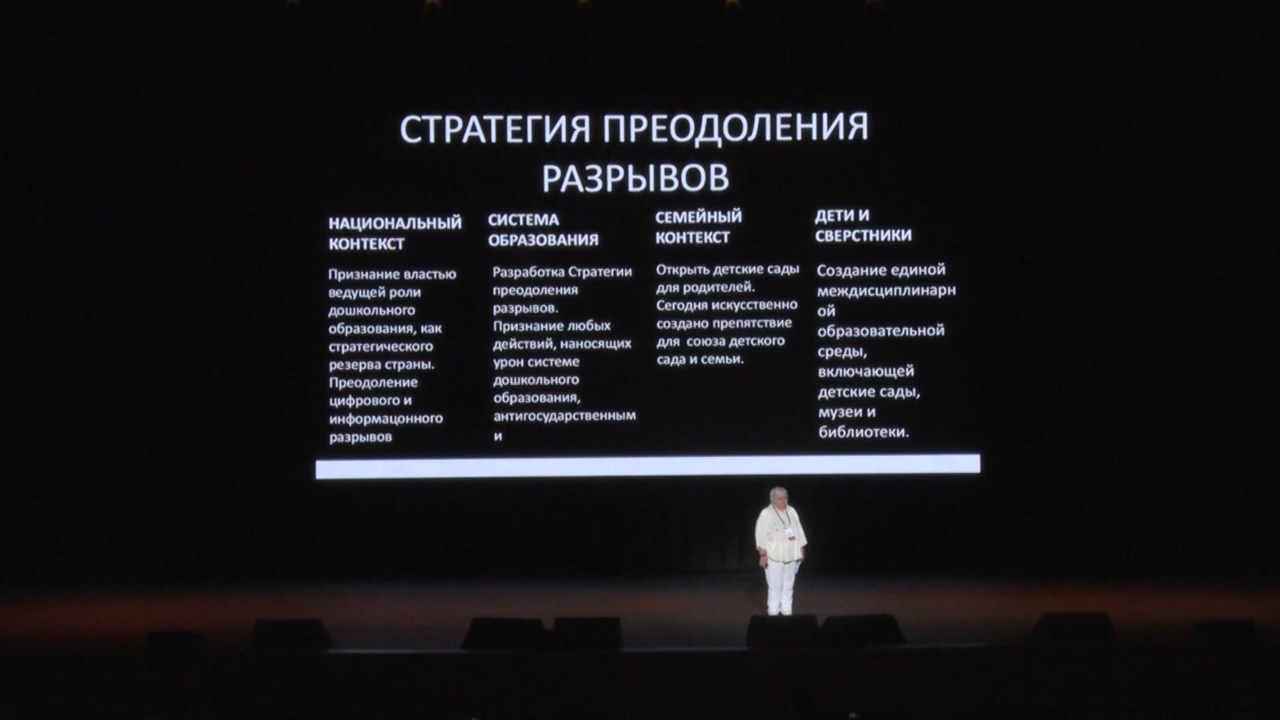 СТРАТЕГИЯ ПРЕОДОЛЕНИЯ
РАЗРЫВОВ
НАЦИОНАЛЬНЫЙ
КОНТЕКСТ
Признание властью
ведущей роли
дошкольного
образования, как
стратегического
резерва страны.
Преодоление
цифрового и
информацонного
разрывов
СИСТЕМА
ОБРАЗОВАНИЯ
Разработка Стратегии
преодоления
разрывов.
Признание любых
действий, наносящих
урон системе
дошкольного
образования,
антигосударственным
и
СЕМЕЙНЫЙ
КОНТЕКСТ
Открыть детские сады
для родителей.
Сегодня искусственно
создано препятствие
для союза детского
сада и семьи.
ДЕТИ И
СВЕРСТНИКИ
Создание единой
междисциплинарн
ой
образовательной
среды,
включающей
детские сады,
музеи и
библиотеки.